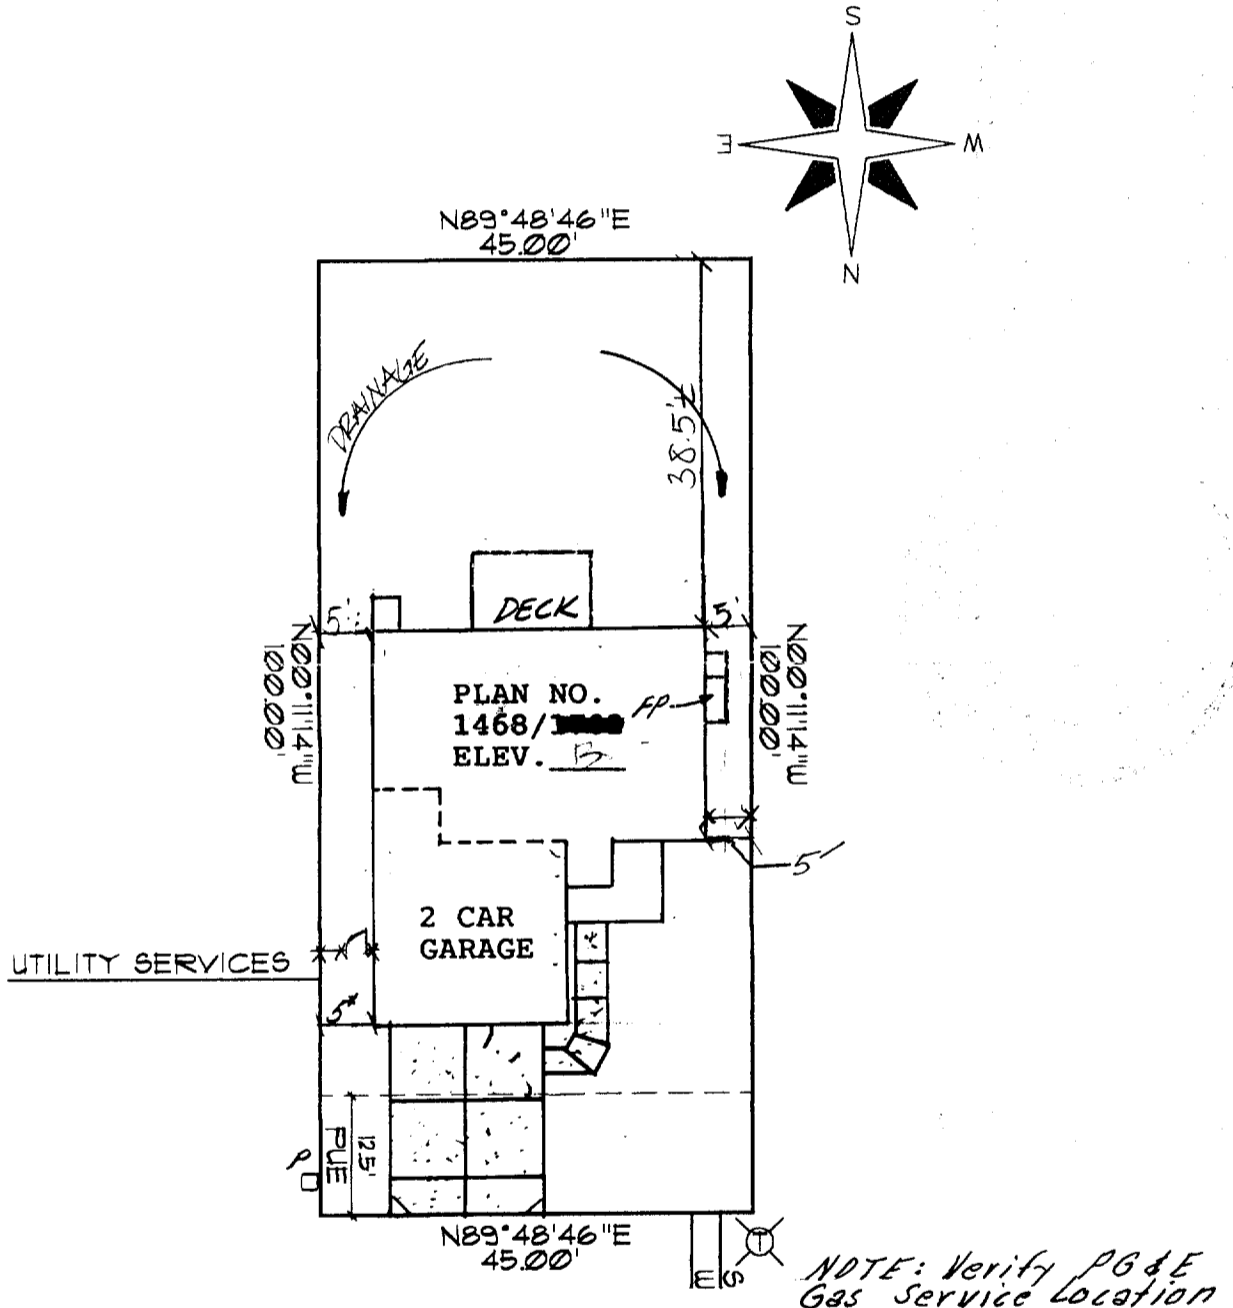 S
E
W
N
N89°48'46"E
45.00'
DRAINAGE
38.5'±
DECK
5'
5'
N00°11'14"W
100.00'
N00°11'14"W
100.00'
PLAN NO.
1468/
ELEV. B
FP
5'
2 CAR
GARAGE
UTILITY SERVICES
5'
12.5'
PUE
P
N89°48'46"E
45.00'
T
W
S
NOTE: Verify PG&E
Gas Service Location